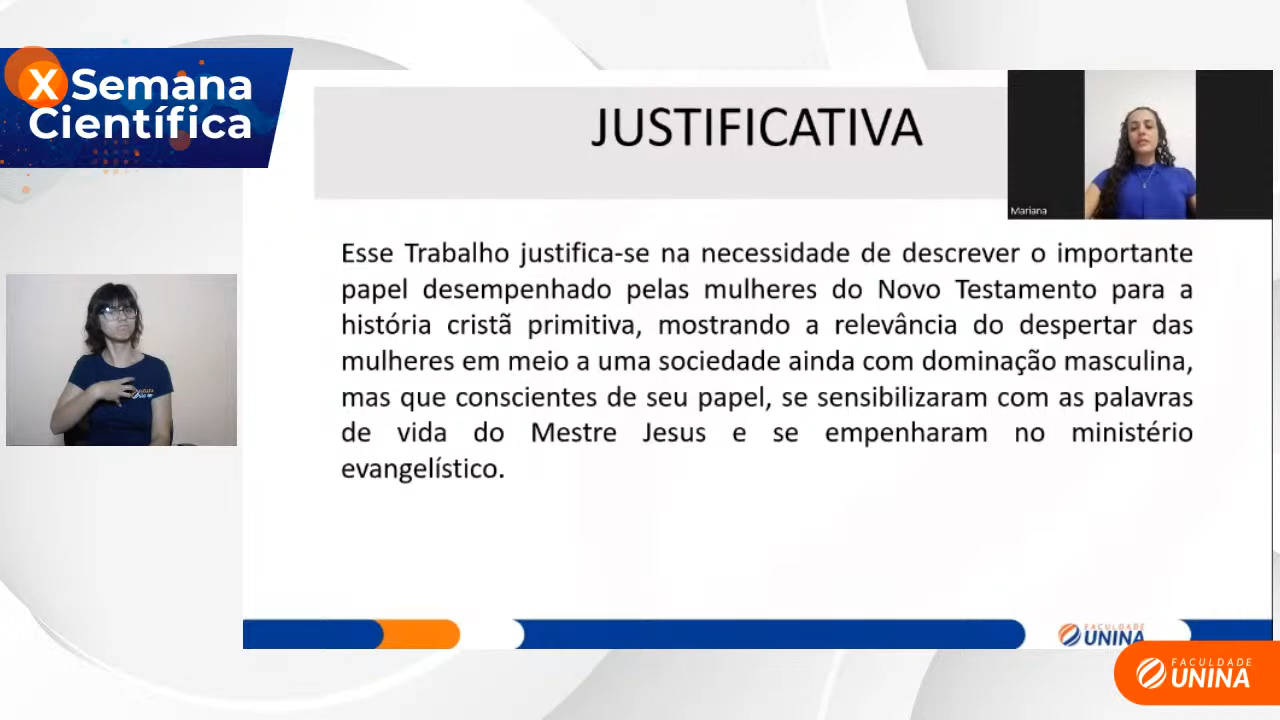 X Semana
Científica
JUSTIFICATIVA
Mariana
Esse Trabalho justifica-se na necessidade de descrever o importante
papel desempenhado pelas mulheres do Novo Testamento para a
história cristã primitiva, mostrando a relevância do despertar das
mulheres em meio a uma sociedade ainda com dominação masculina,
mas que conscientes de seu papel, se sensibilizaram com as palavras
de vida do Mestre Jesus e se empenharam no ministério
evangelístico.
FACULDADE
UNINA
FACULDADE
UNINA